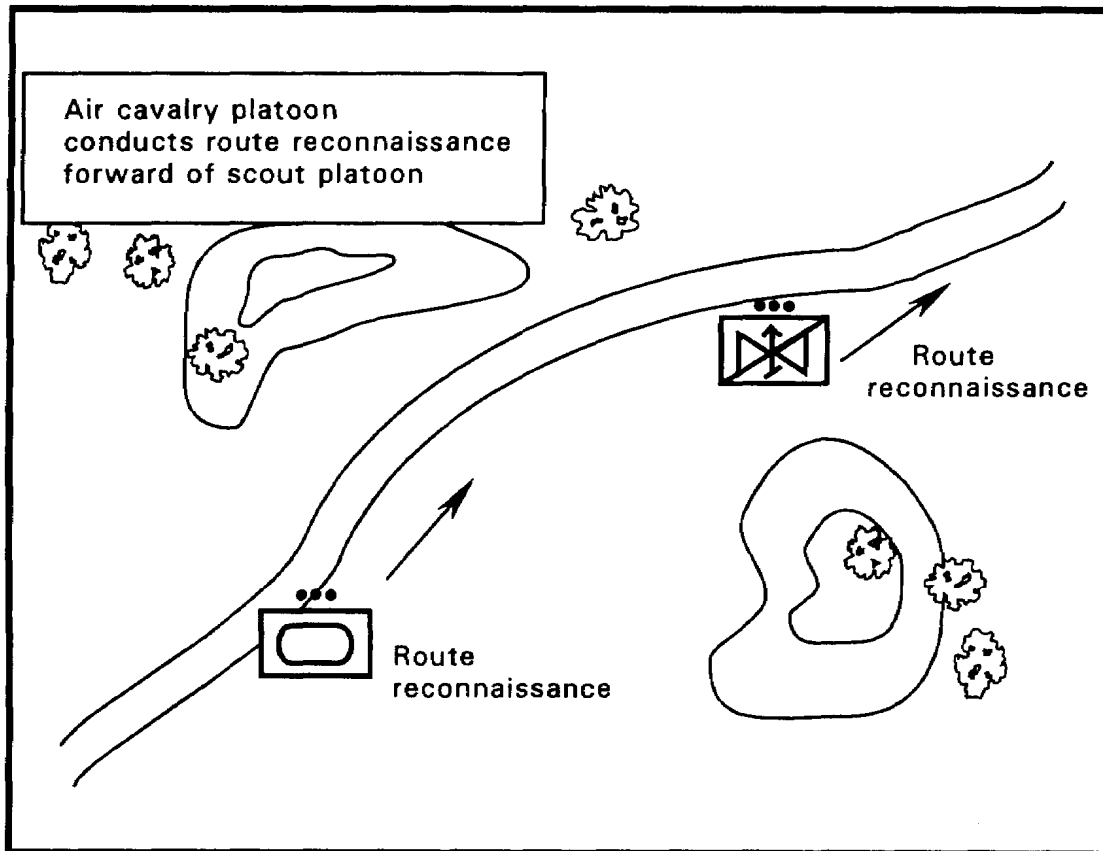 Air cavalry platoon
conducts route reconnaissance
forward of scout platoon
Route
reconnaissance
Route
reconnaissance